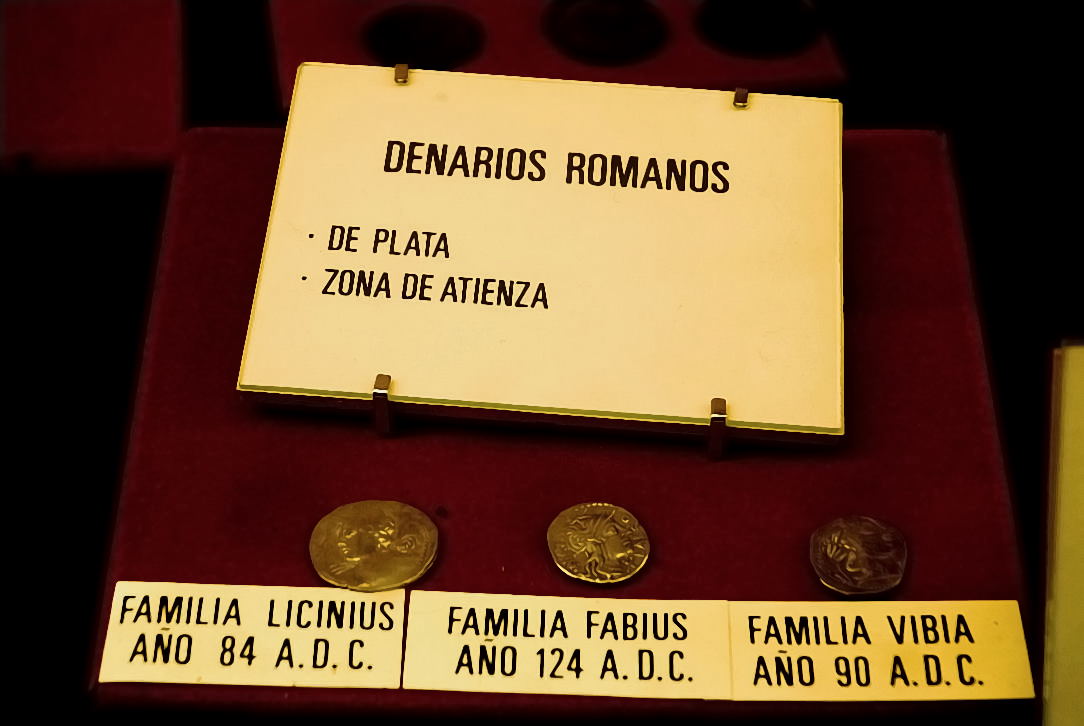 DENARIOS ROMANOS
· DE PLATA
· ZONA DE ATIENZA
FAMILIA LICINIUS
AÑO 84 A.D.C.
FAMILIA FABIUS
AÑO 124 A.D.C.
FAMILIA VIBIA
AÑO 90 A.D.C.